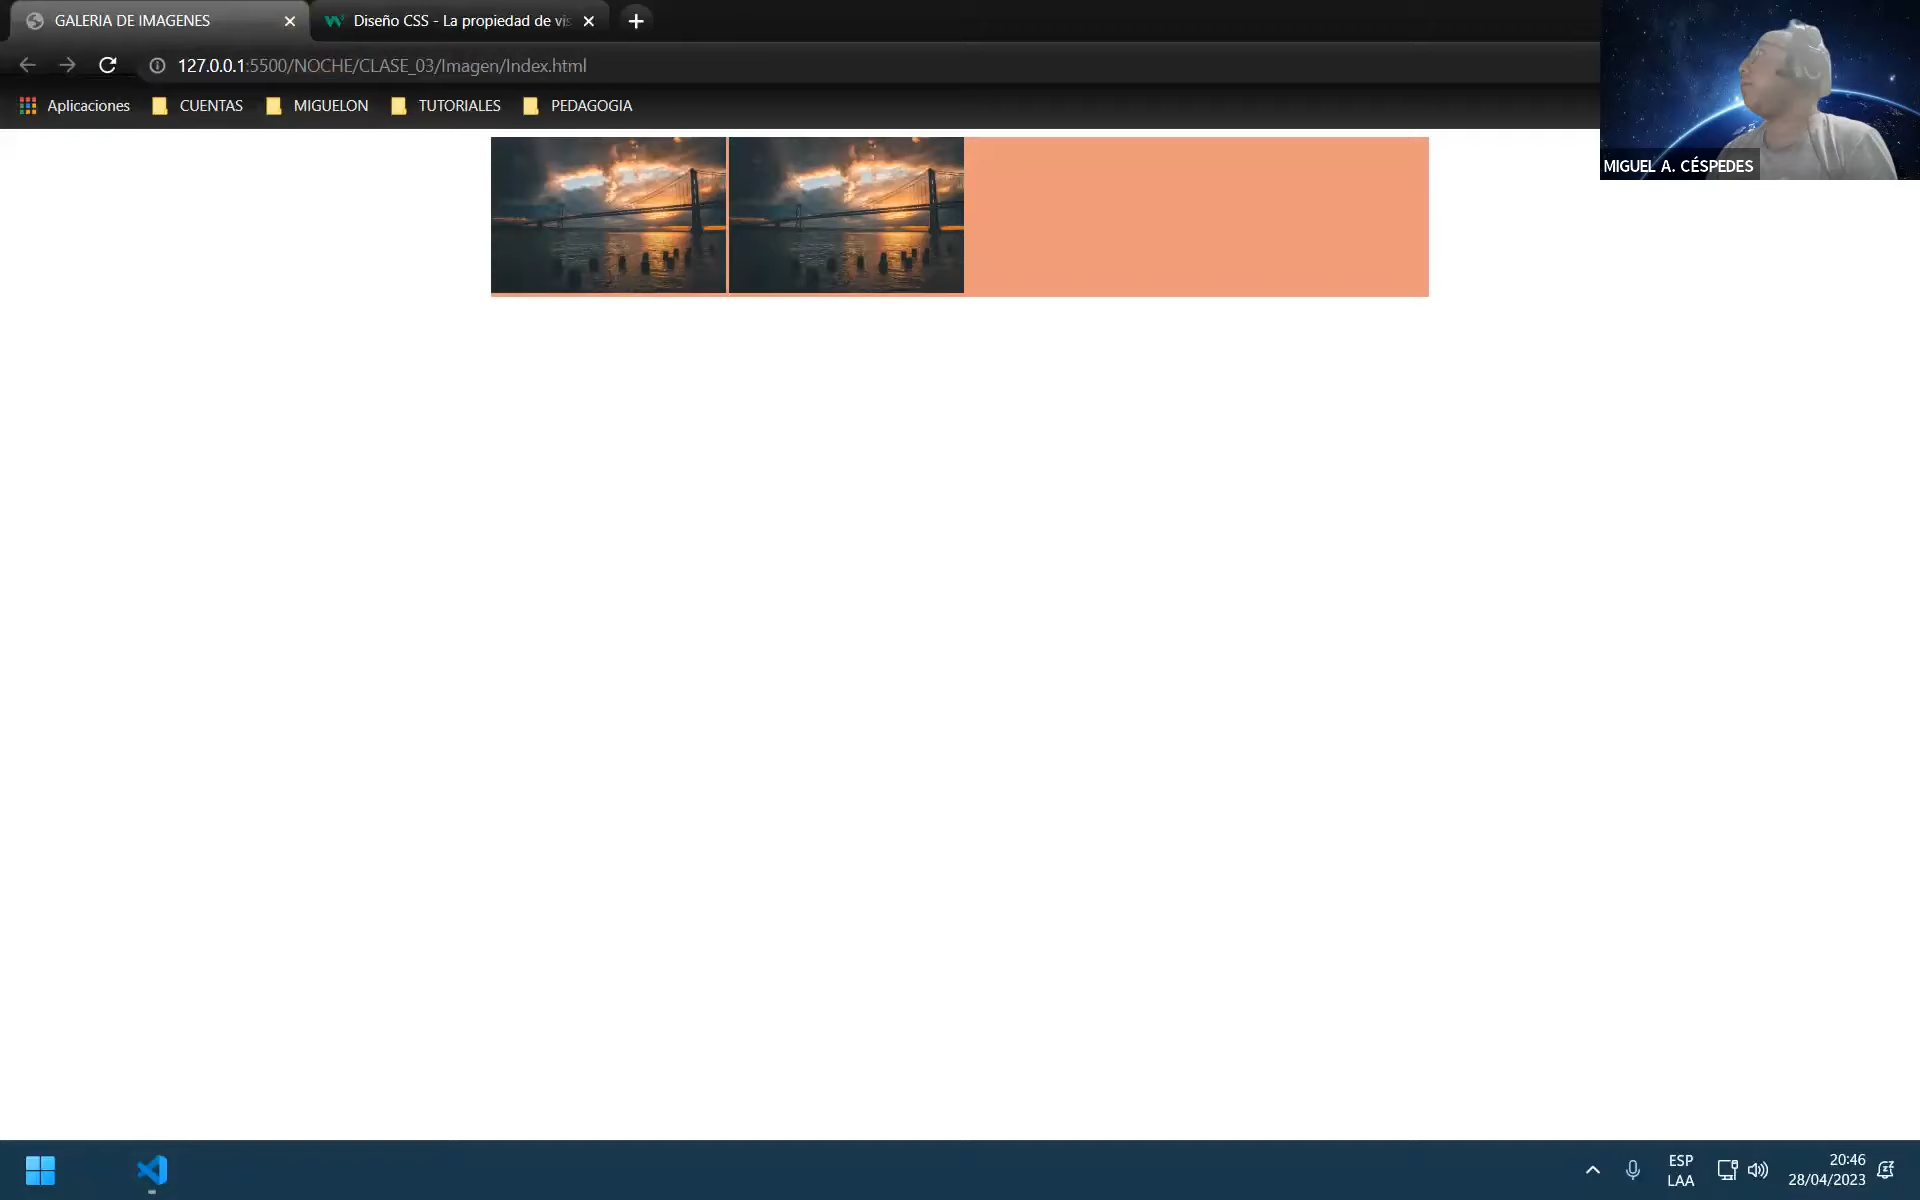 GALERIA DE IMAGENES
Diseño CSS - La propiedad de vis
127.0.0.1:5500/NOCHE/CLASE_03/Imagen/Index.html
Aplicaciones
CUENTAS
MIGUELON
TUTORIALES
PEDAGOGIA
MIGUEL A. CÉSPEDES
ESP
LAA
20:46
28/04/2023